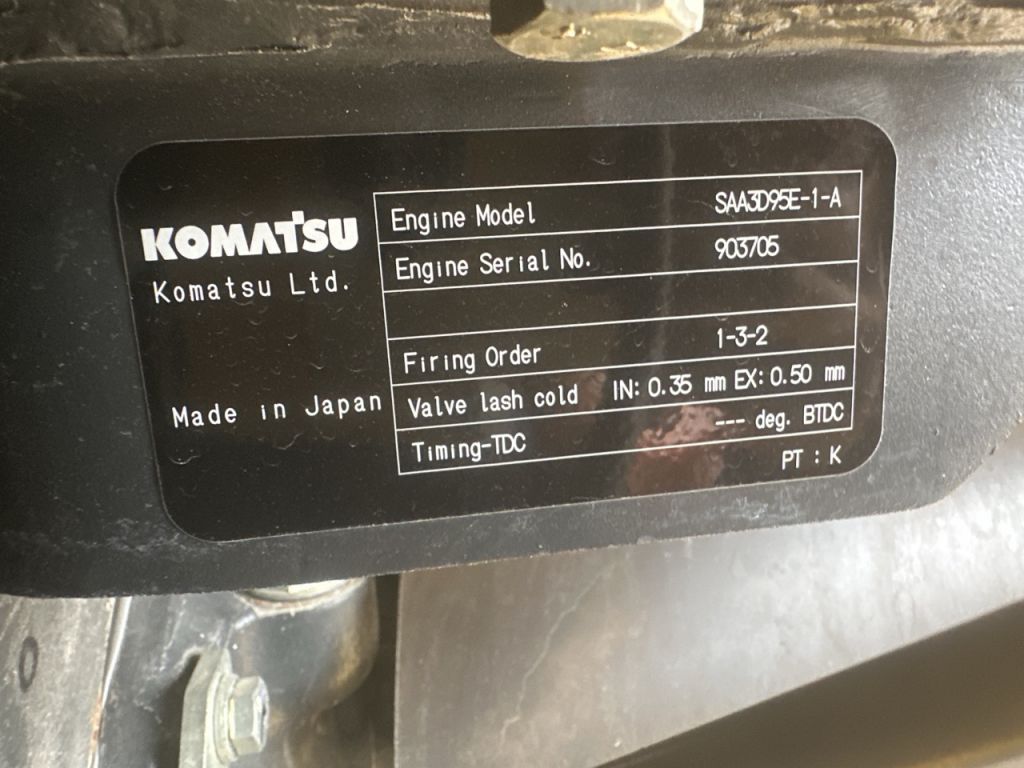 KOMATSU
Komatsu Ltd.
Made in Japan
Engine Model SAA3D95E-1-A
Engine Serial No. 903705
Firing Order 1-3-2
Valve lash cold IN: 0.35 mm EX: 0.50 mm
Timing-TDC --- deg. BTDC
PT : K
0